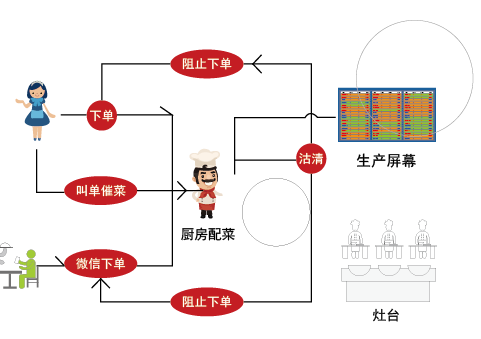 阻止下单
下单
生产屏幕
沽清
叫单催菜
厨房配菜
微信下单
阻止下单
灶台